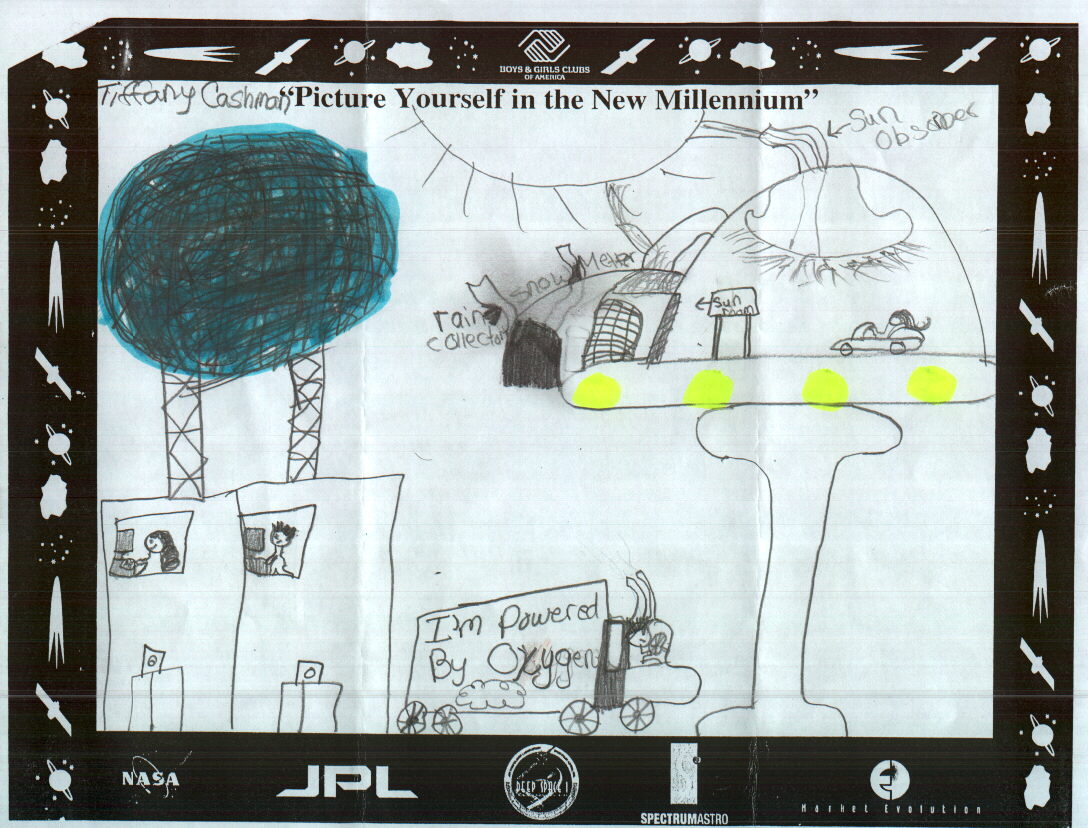 BOYS & GIRLS CLUBS
OF AMERICA
Tiffany Cashman
"Picture Yourself in the New Millennium"
Sun
Obserber
Snow Melter
rain
collector
Sun
room
I'm Powered
By Oxygen
NASA
JPL
DEEP SPACE 1
SPECTRUMASTRO
Market Evolution